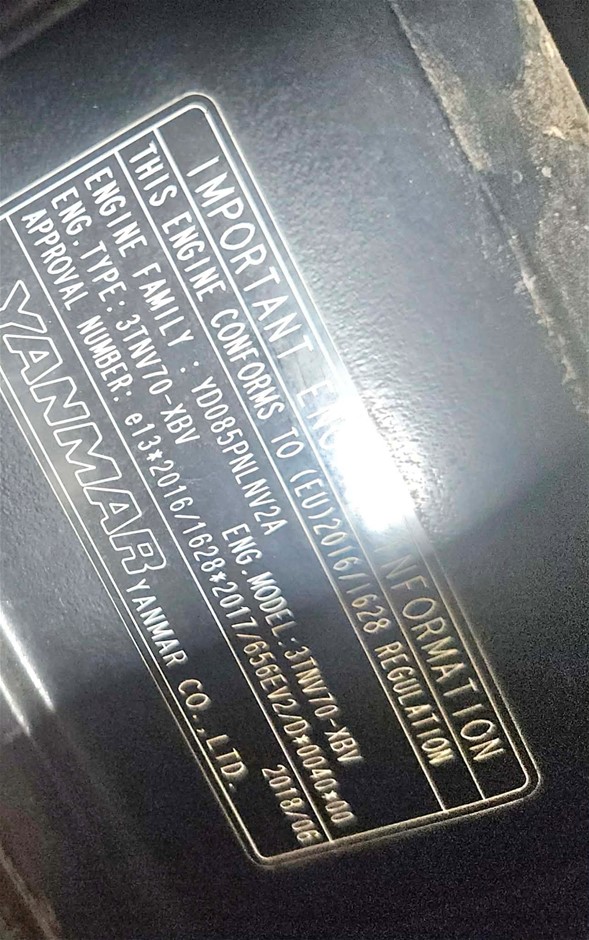 IMPORTANT ENGINE INFORMATION
THIS ENGINE CONFORMS TO (EU)2016/1628 REGULATION
ENGINE FAMILY : YD085PNLNV2A
ENG.TYPE: 3TNV70-XBV ENG.MODEL: 3TNV70-XBV
APPROVAL NUMBER: e13*2016/1628*2017/656EV2/D*0040*00
2018/06
YANMAR YANMAR CO.,LTD.